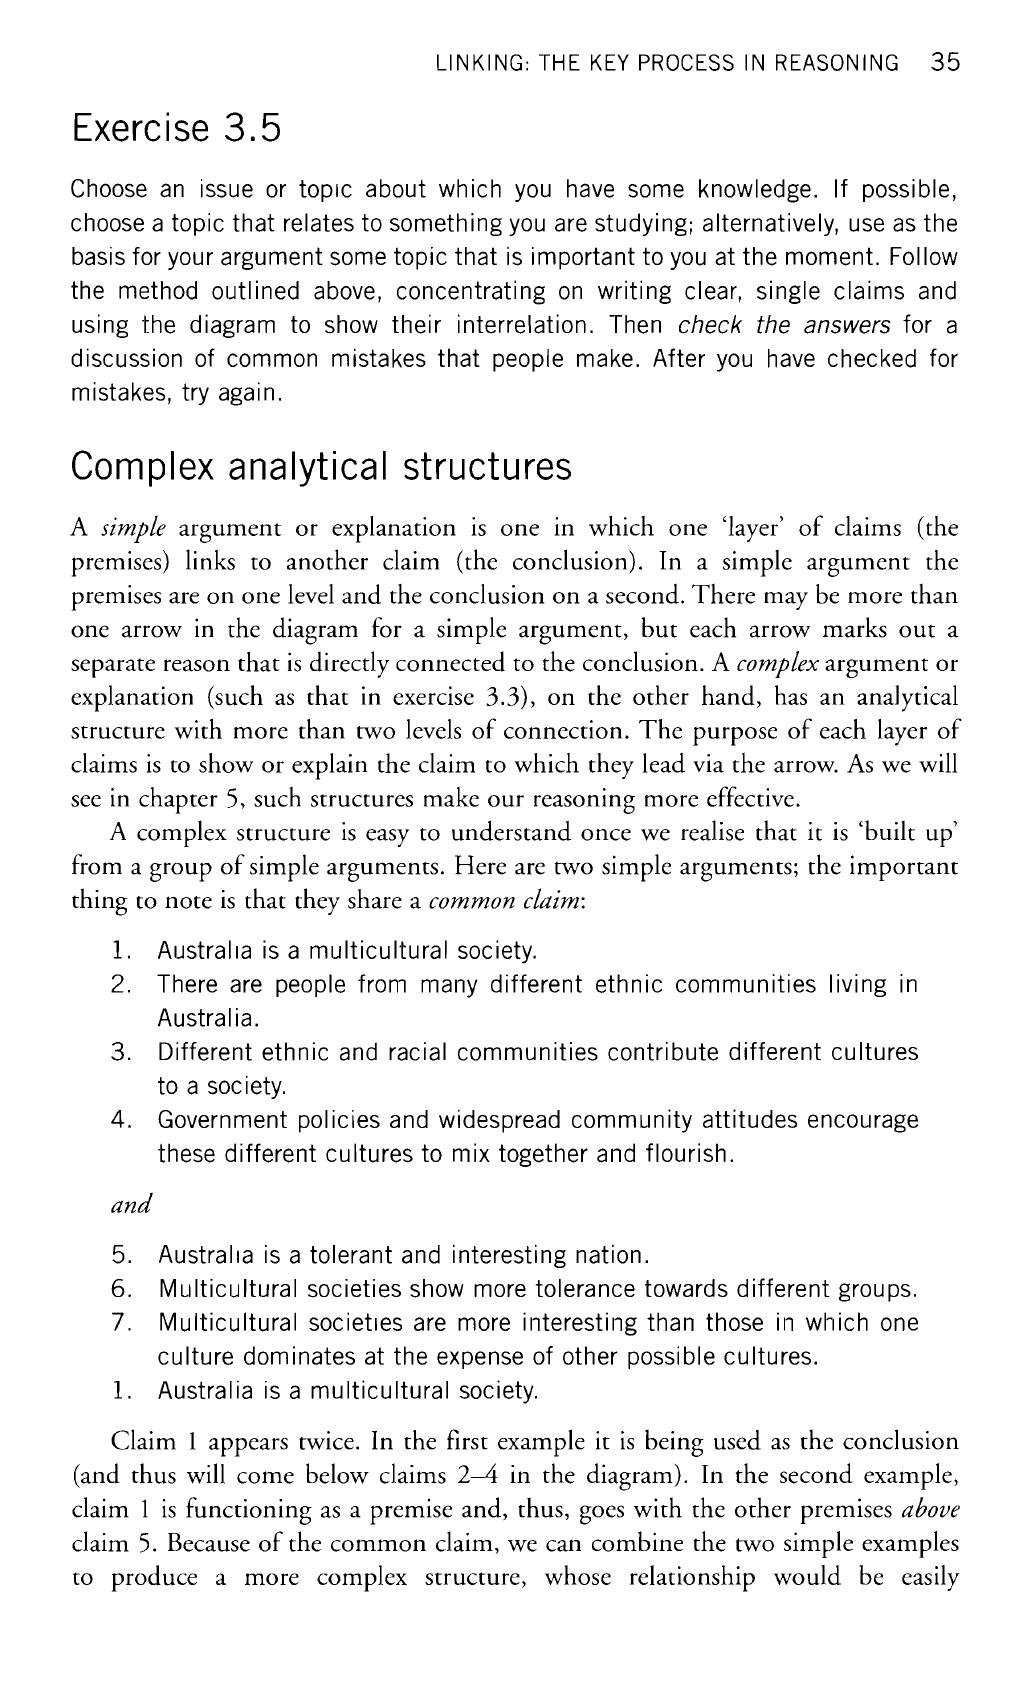 LINKING: THE KEY PROCESS IN REASONING 35
Exercise 3.5
Choose an issue or topic about which you have some knowledge. If possible,
choose a topic that relates to something you are studying; alternatively, use as the
basis for your argument some topic that is important to you at the moment. Follow
the method outlined above, concentrating on writing clear, single claims and
using the diagram to show their interrelation. Then check the answers for a
discussion of common mistakes that people make. After you have checked for
mistakes, try again.
Complex analytical structures
A simple argument or explanation is one in which one ‘layer’ of claims (the
premises) links to another claim (the conclusion). In a simple argument the
premises are on one level and the conclusion on a second. There may be more than
one arrow in the diagram for a simple argument, but each arrow marks out a
separate reason that is directly connected to the conclusion. A complex argument or
explanation (such as that in exercise 3.3), on the other hand, has an analytical
structure with more than two levels of connection. The purpose of each layer of
claims is to show or explain the claim to which they lead via the arrow. As we will
see in chapter 5, such structures make our reasoning more effective.
A complex structure is easy to understand once we realise that it is ‘built up’
from a group of simple arguments. Here are two simple arguments; the important
thing to note is that they share a common claim:
1. Australia is a multicultural society.
2. There are people from many different ethnic communities living in
Australia.
3. Different ethnic and racial communities contribute different cultures
to a society.
4. Government policies and widespread community attitudes encourage
these different cultures to mix together and flourish.
and
5. Australia is a tolerant and interesting nation.
6. Multicultural societies show more tolerance towards different groups.
7. Multicultural societies are more interesting than those in which one
culture dominates at the expense of other possible cultures.
1. Australia is a multicultural society.
Claim 1 appears twice. In the first example it is being used as the conclusion
(and thus will come below claims 2–4 in the diagram). In the second example,
claim 1 is functioning as a premise and, thus, goes with the other premises above
claim 5. Because of the common claim, we can combine the two simple examples
to produce a more complex structure, whose relationship would be easily